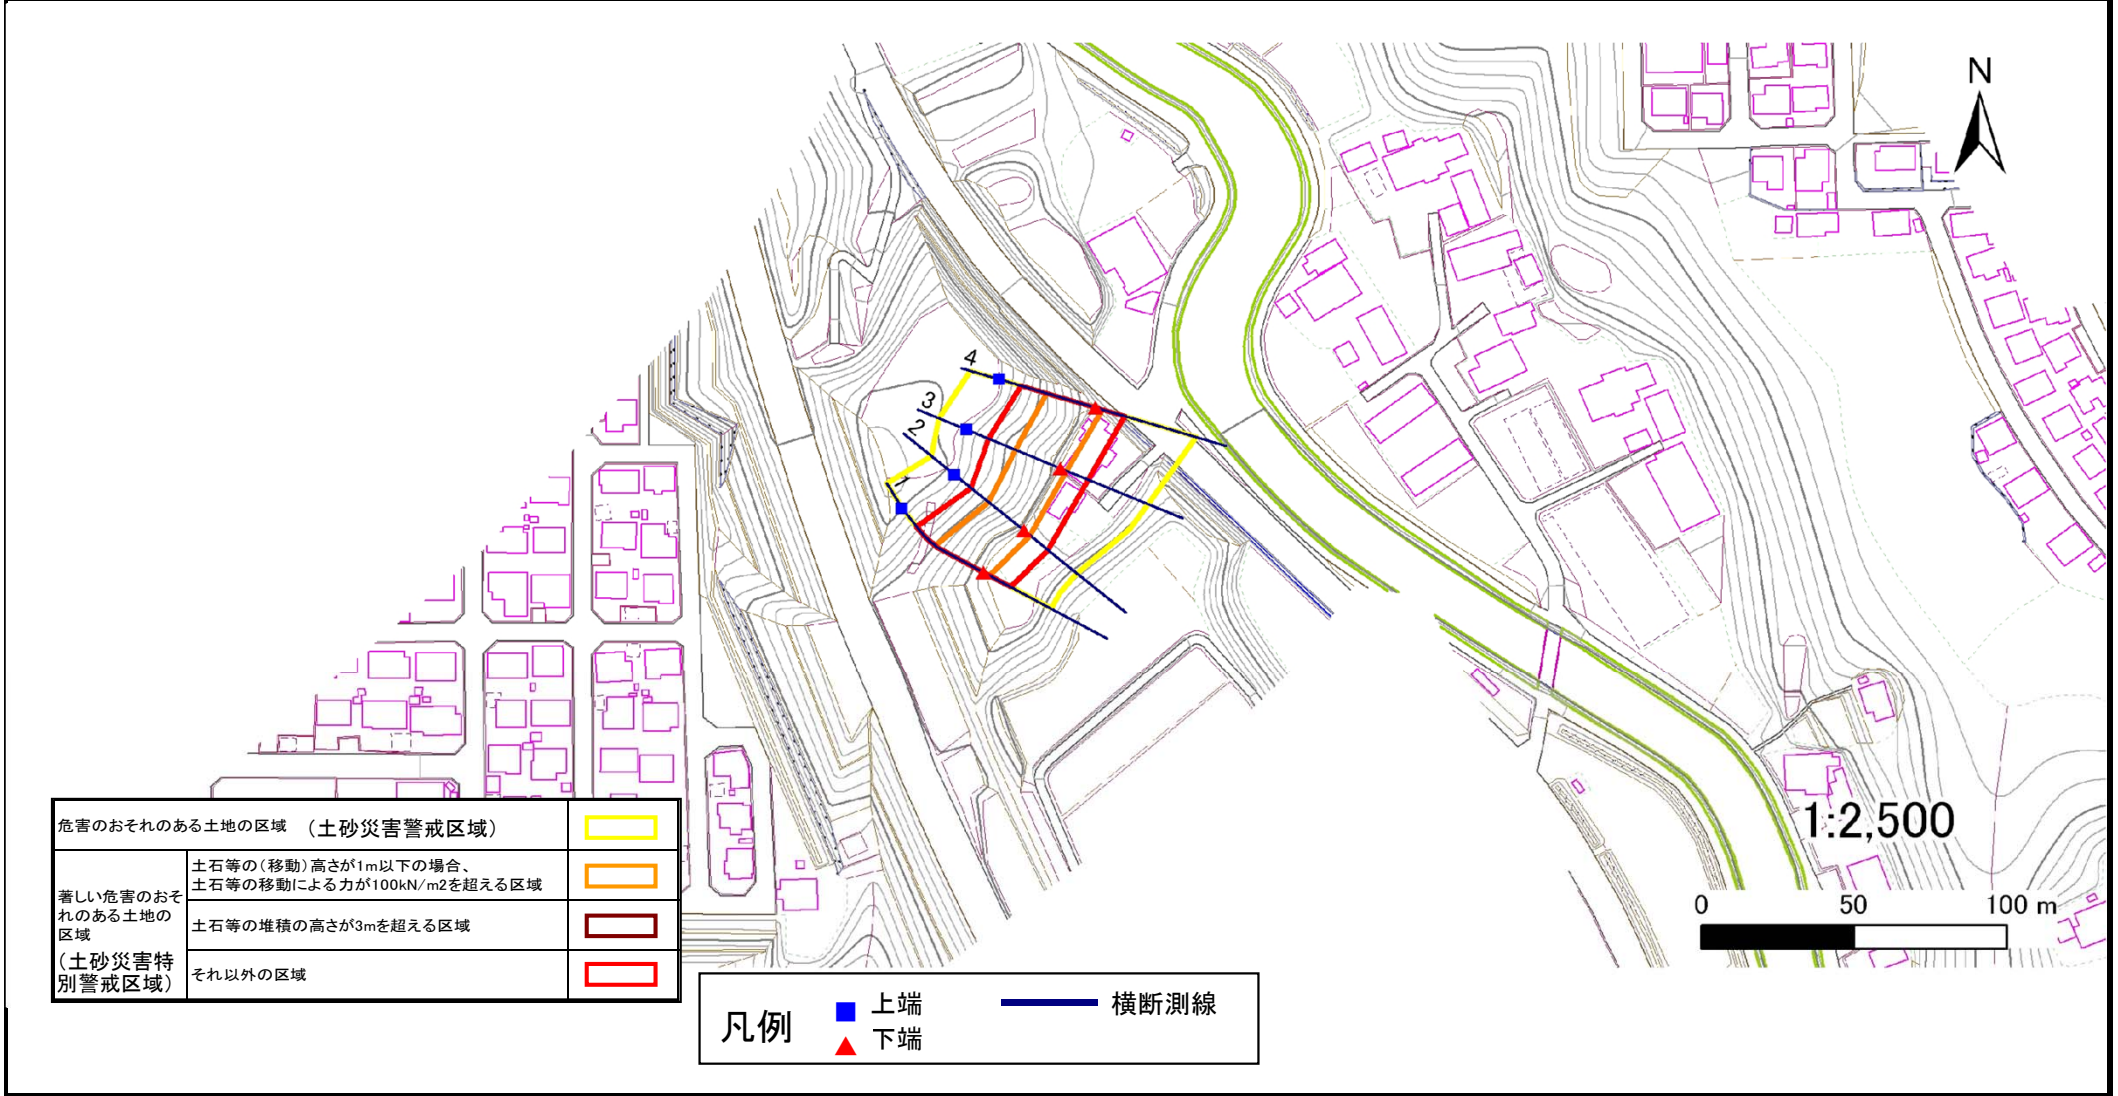 N
4
3
2
1
1:2,500
0 50 100 m
危害のおそれのある土地の区域 (土砂災害警戒区域)
著しい危害のおそ
れのある土地の
区域
(土砂災害特
別警戒区域)
土石等の(移動)高さが1m以下の場合、
土石等の移動による力が100kN/m2を超える区域
土石等の堆積の高さが3mを超える区域
それ以外の区域
凡例
上端
下端
横断測線